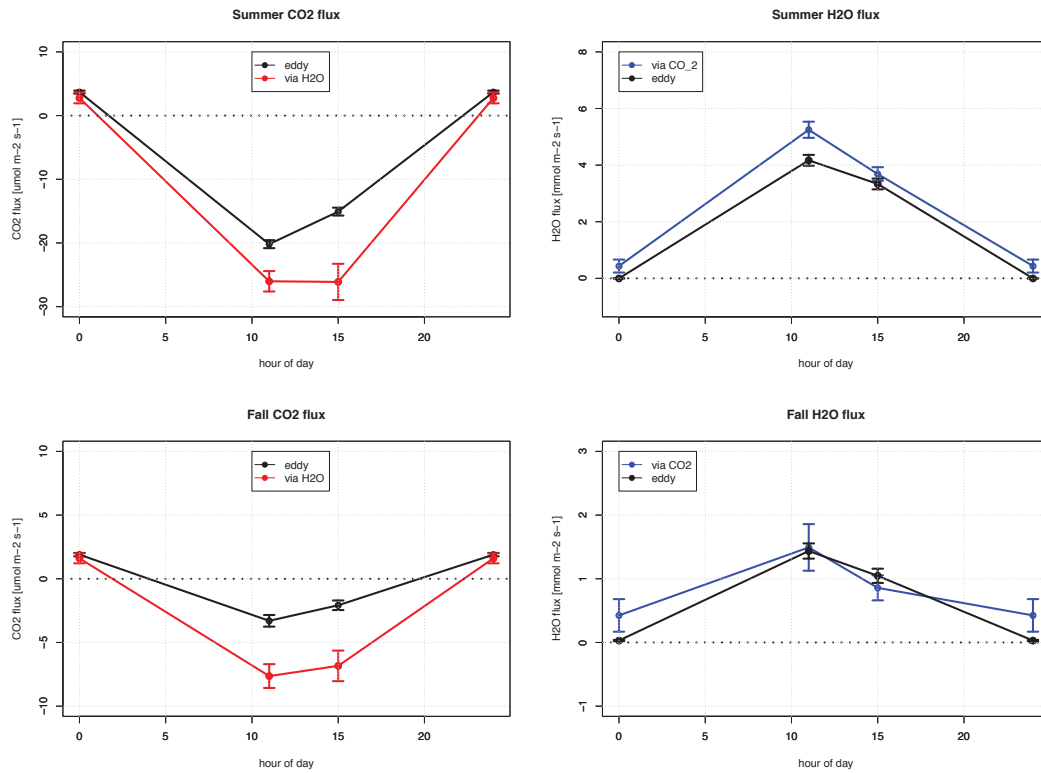 Summer CO2 flux
CO2 flux [umol m−2 s−1]
10
0
−10
−20
−30
eddy
via H2O
0
5
10
15
20
hour of day
Summer H2O flux
H2O flux [mmol m−2 s−1]
8
6
4
2
0
via CO_2
eddy
0
5
10
15
20
hour of day
Fall CO2 flux
CO2 flux [umol m−2 s−1]
10
5
0
−5
−10
eddy
via H2O
0
5
10
15
20
hour of day
Fall H2O flux
H2O flux [mmol m−2 s−1]
3
2
1
0
−1
via CO2
eddy
0
5
10
15
20
hour of day